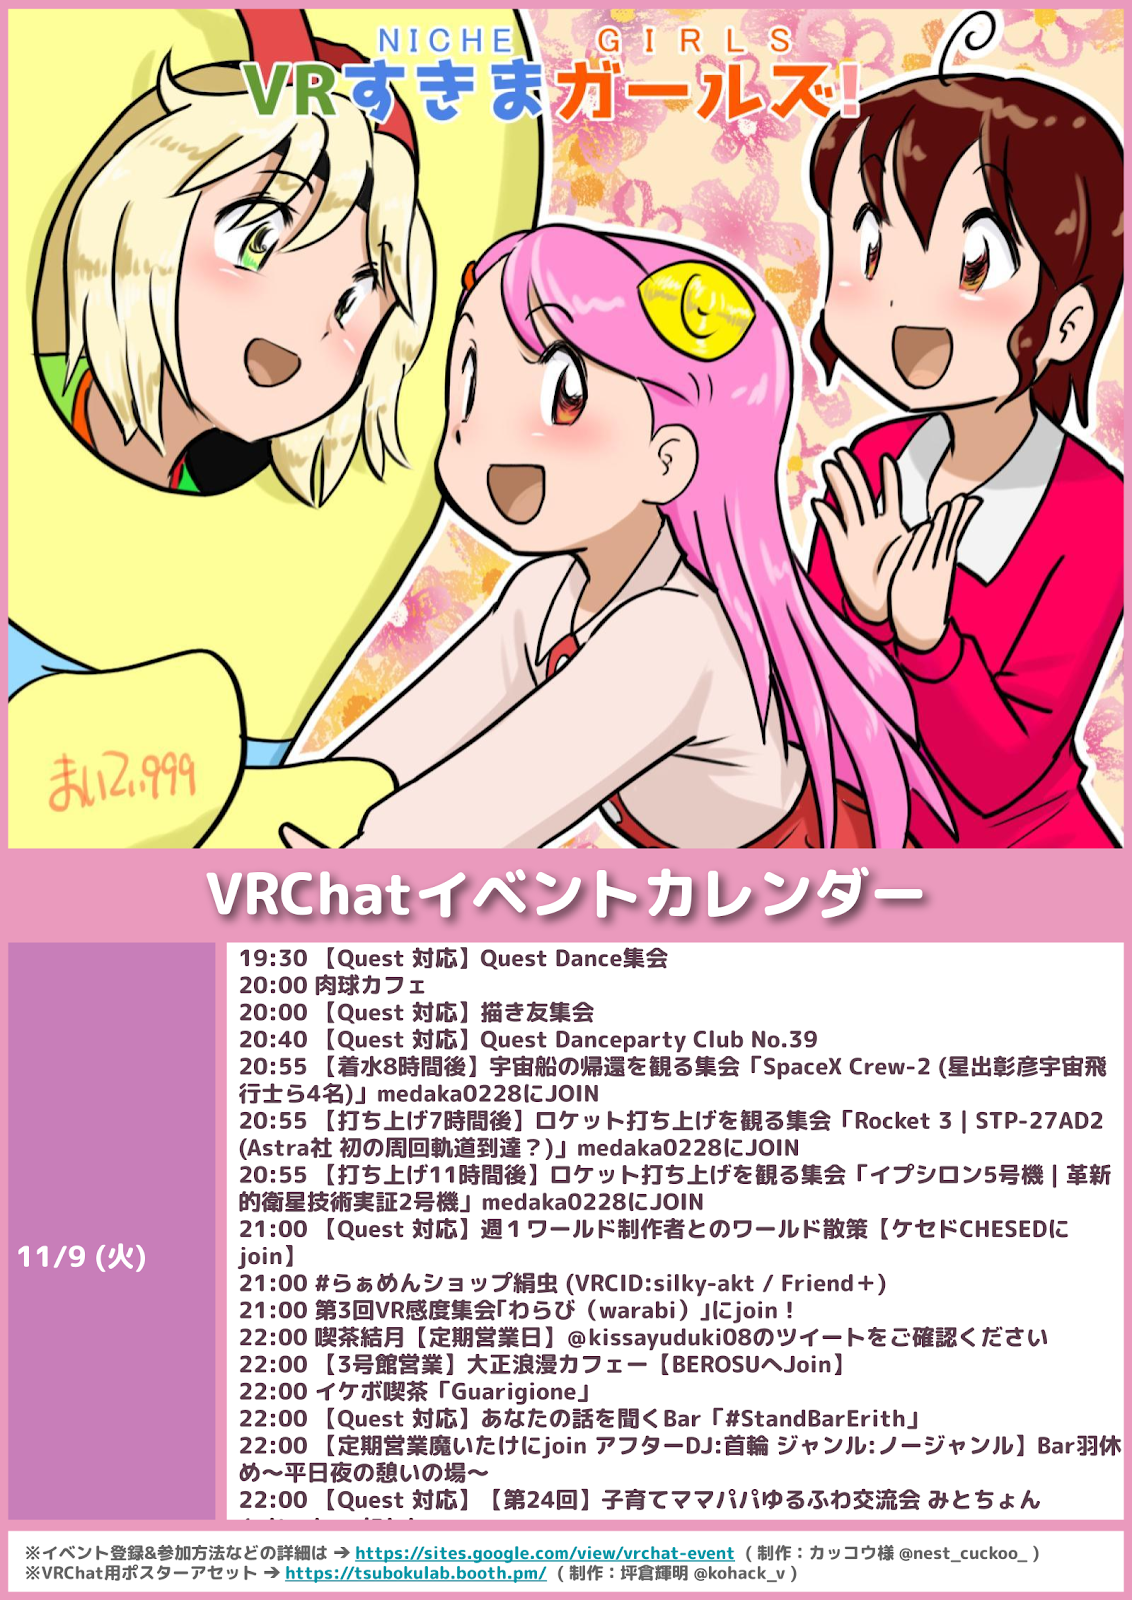 NICHE GIRLS
VRすきまガールズ!
まいてぃ999
VRChatイベントカレンダー
11/9 (火)
19:30 【Quest 対応】Quest Dance集会
20:00 肉球カフェ
20:00 【Quest 対応】描き友集会
20:40 【Quest 対応】Quest Danceparty Club No.39
20:55 【着水8時間後】宇宙船の帰還を観る集会「SpaceX Crew-2 (星出彰彦宇宙飛
行士ら4名)」medaka0228にJOIN
20:55 【打ち上げ7時間後】ロケット打ち上げを観る集会「Rocket 3 | STP-27AD2
(Astra社 初の周回軌道到達？)」medaka0228にJOIN
20:55 【打ち上げ11時間後】ロケット打ち上げを観る集会「イプシロン5号機 | 革新
的衛星技術実証2号機」medaka0228にJOIN
21:00 【Quest 対応】週１ワールド制作者とのワールド散策【ケセドCHESEDに
join】
21:00 #らぁめんショップ絹虫 (VRCID:silky-akt / Friend＋)
21:00 第3回VR感度集会｢わらび（warabi）｣にjoin！
22:00 喫茶結月【定期営業日】@kissayuduki08のツイートをご確認ください
22:00 【3号館営業】大正浪漫カフェー【BEROSUへJoin】
22:00 イケボ喫茶「Guarigione」
22:00 【Quest 対応】あなたの話を聞くBar「#StandBarErith」
22:00 【定期営業魔いたけにjoin アフターDJ:首輪 ジャンル:ノージャンル】Bar羽休
め～平日夜の憩いの場～
22:00 【Quest 対応】【第24回】子育てママパパゆるふわ交流会 みとちょん
※イベント登録&参加方法などの詳細は ➔ https://sites.google.com/view/vrchat-event ( 制作：カッコウ様 @nest_cuckoo_ )
※VRChat用ポスターアセット ➔ https://tsubokulab.booth.pm/ ( 制作：坪倉輝明 @kohack_v )